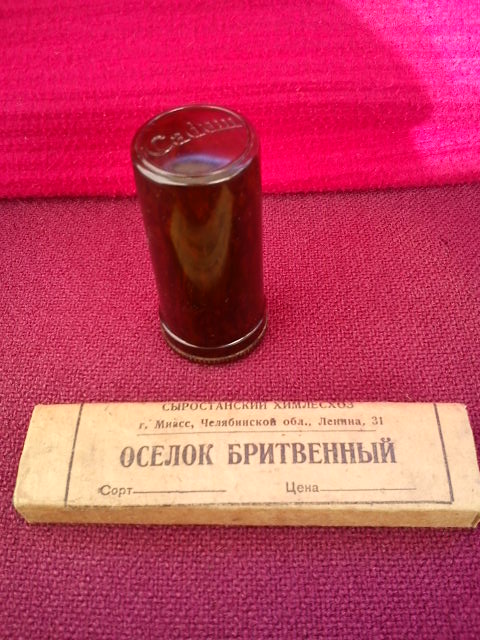 Cadum
СЫРОСТАНСКИЙ ХИМЛЕСХОЗ
г. Миасс, Челябинской обл., Ленина, 31
ОСЕЛОК БРИТВЕННЫЙ
Сорт Цена